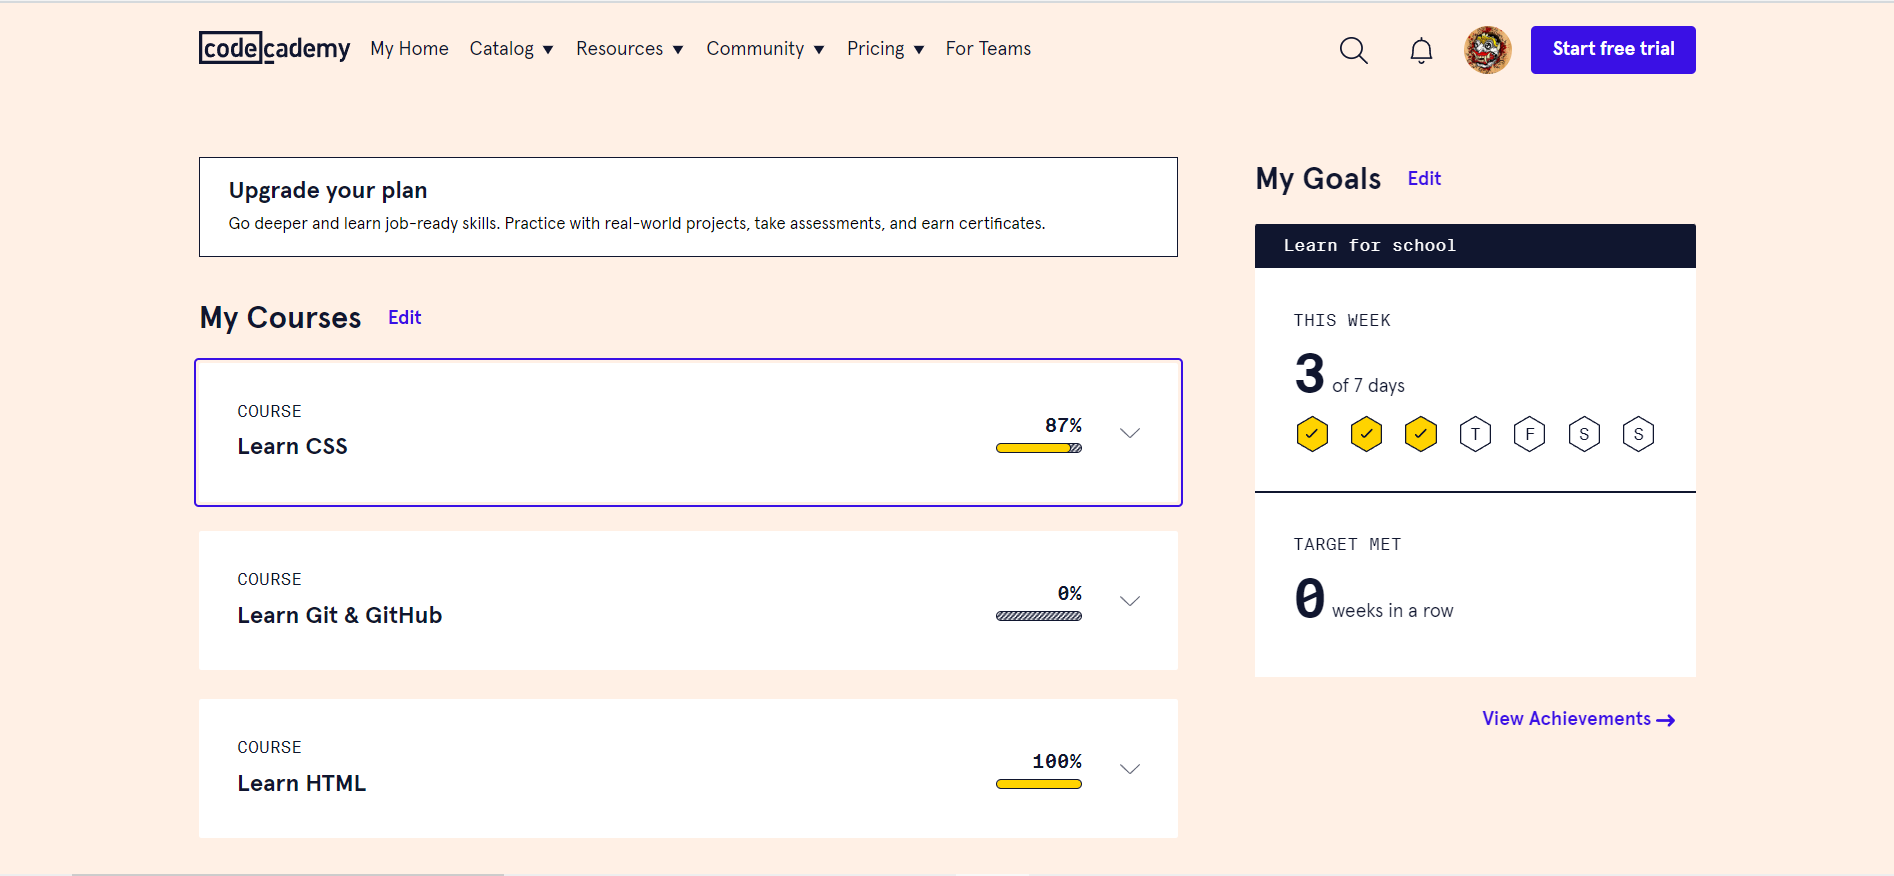 codecademy My Home Catalog Resources Community Pricing For Teams Start free trial
Upgrade your plan
Go deeper and learn job-ready skills. Practice with real-world projects, take assessments, and earn certificates.
My Courses Edit
COURSE
Learn CSS
87%
COURSE
Learn Git & GitHub
0%
COURSE
Learn HTML
100%
My Goals Edit
Learn for school
THIS WEEK
3 of 7 days
T F S S
TARGET MET
0 weeks in a row
View Achievements